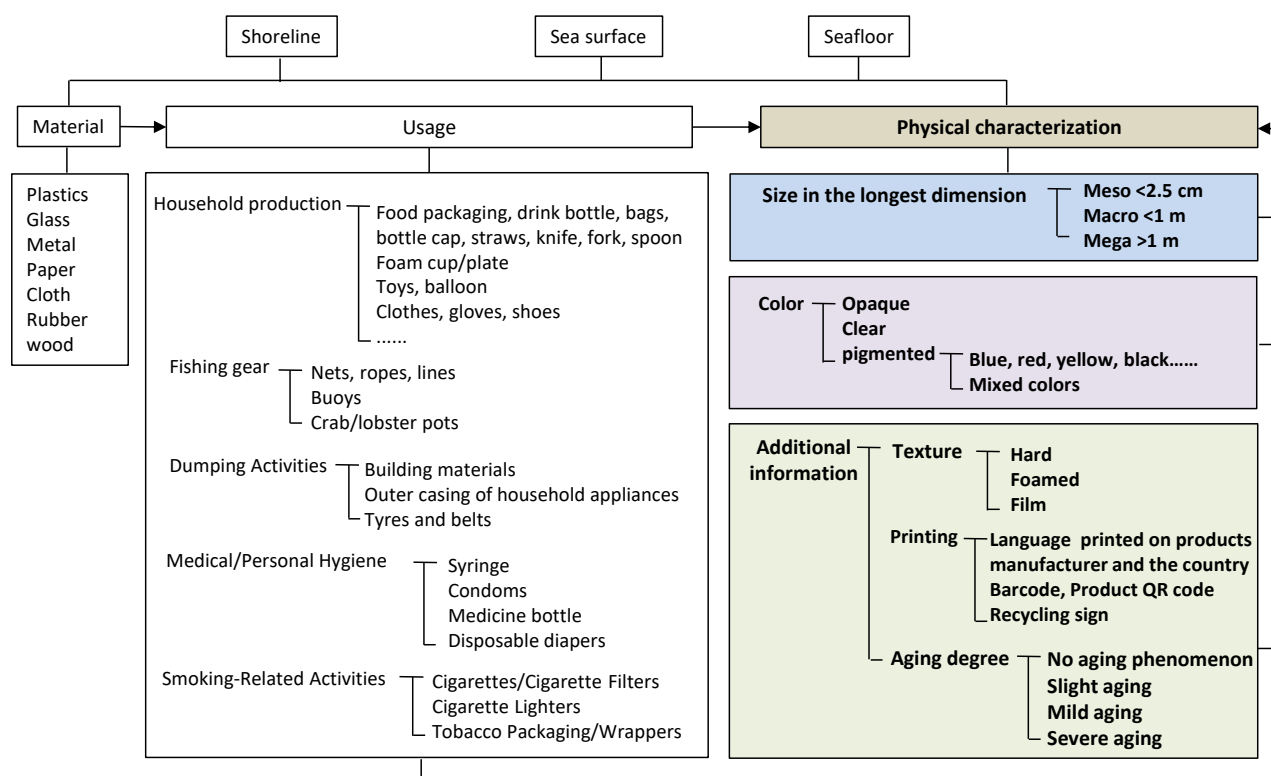 Shoreline
Sea surface
Seafloor
Material
Usage
Physical characterization
Plastics
Glass
Metal
Paper
Cloth
Rubber
wood
Household production
Food packaging, drink bottle, bags,
bottle cap, straws, knife, fork, spoon
Foam cup/plate
Toys, balloon
Clothes, gloves, shoes
......
Fishing gear
Nets, ropes, lines
Buoys
Crab/lobster pots
Dumping Activities
Building materials
Outer casing of household appliances
Tyres and belts
Medical/Personal Hygiene
Syringe
Condoms
Medicine bottle
Disposable diapers
Smoking-Related Activities
Cigarettes/Cigarette Filters
Cigarette Lighters
Tobacco Packaging/Wrappers
Size in the longest dimension
Meso <2.5 cm
Macro <1 m
Mega >1 m
Color
Opaque
Clear
pigmented
Blue, red, yellow, black......
Mixed colors
Additional
information
Texture
Hard
Foamed
Film
Printing
Language printed on products
manufacturer and the country
Barcode, Product QR code
Recycling sign
Aging degree
No aging phenomenon
Slight aging
Mild aging
Severe aging